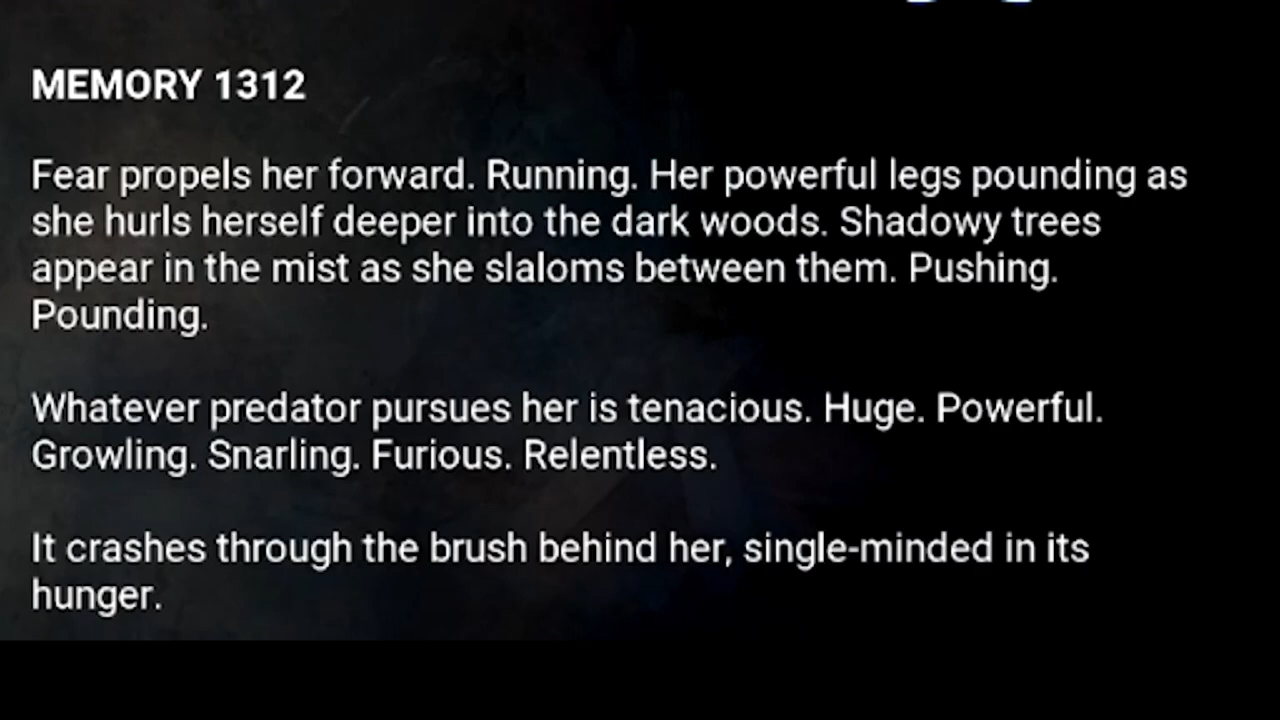 MEMORY 1312
Fear propels her forward. Running. Her powerful legs pounding as
she hurls herself deeper into the dark woods. Shadowy trees
appear in the mist as she slaloms between them. Pushing.
Pounding.
Whatever predator pursues her is tenacious. Huge. Powerful.
Growling. Snarling. Furious. Relentless.
It crashes through the brush behind her, single-minded in its
hunger.